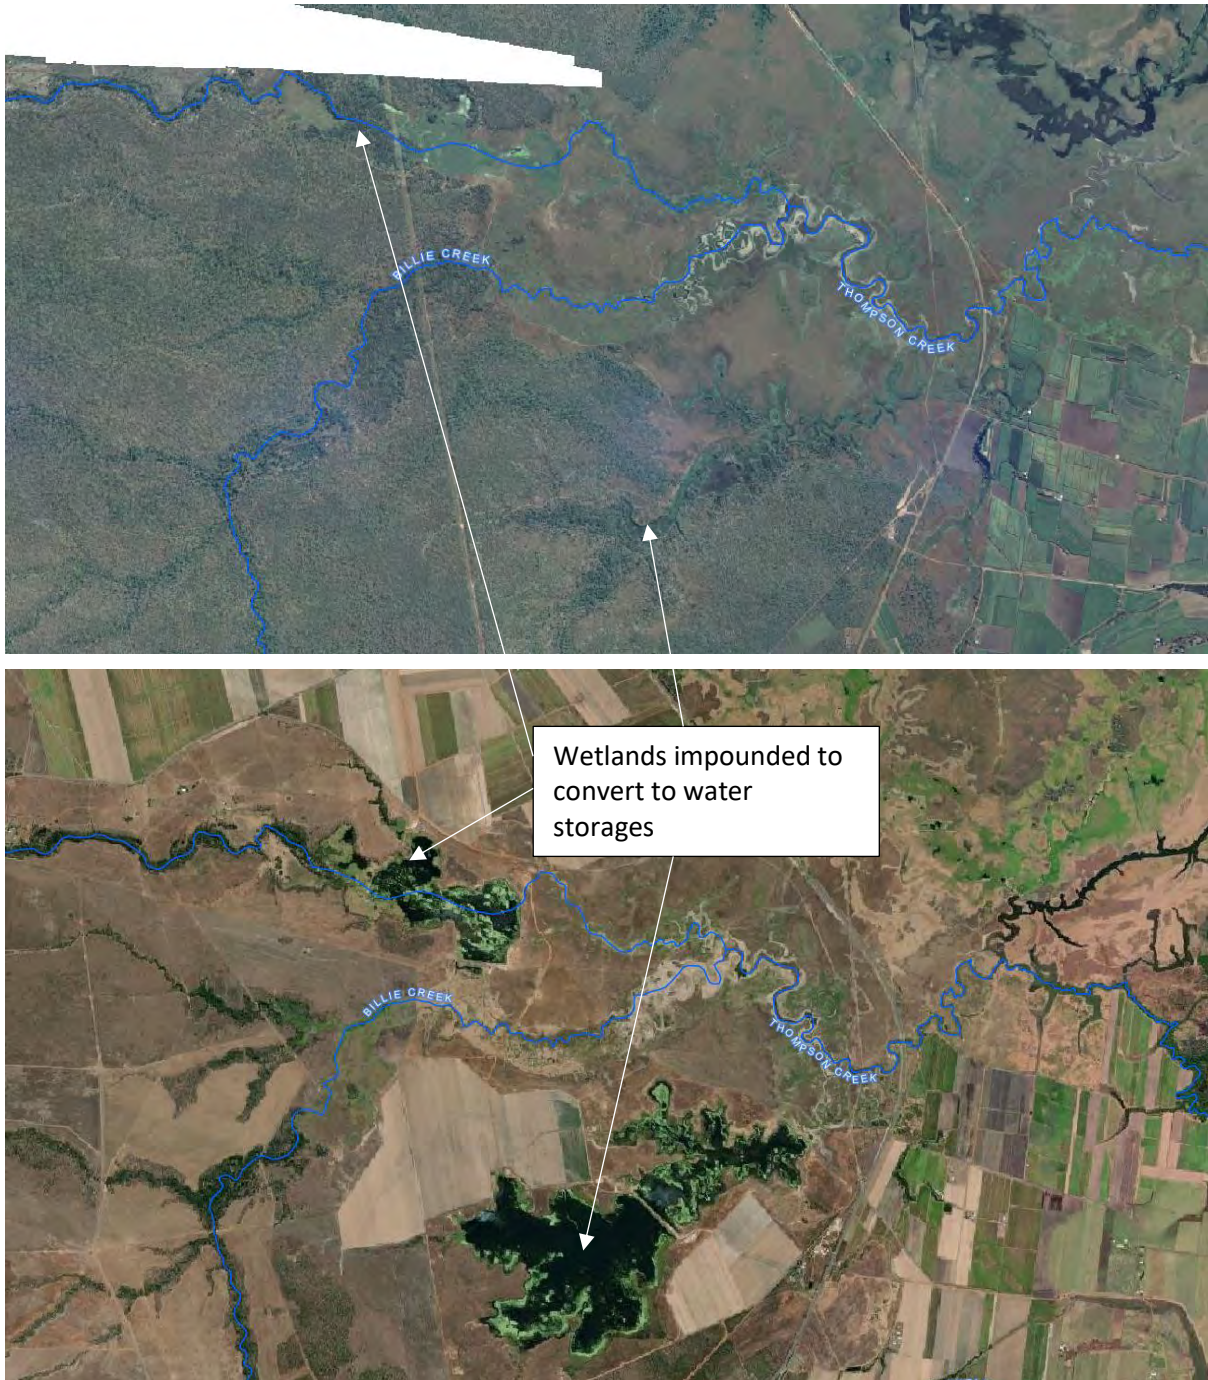 BILLIE CREEK
THOMPSON CREEK
Wetlands impounded to
convert to water
storages
BILLIE CREEK
THOMPSON CREEK